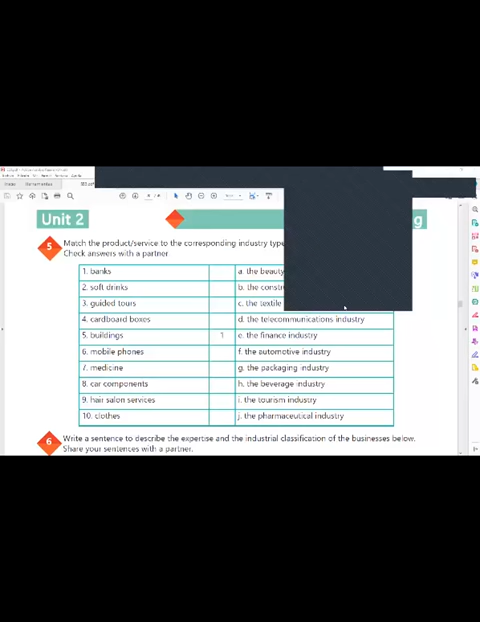 Inicio Herramientas
Unit 2 g
5 Match the product/service to the corresponding industry type
Check answers with a partner
1. banks a. the beauty
2. soft drinks b. the constr
3. guided tours c. the textile
4. cardboard boxes d. the telecommunications industry
5. buildings 1 e. the finance industry
6. mobile phones f. the automotive industry
7. medicine g. the packaging industry
8. car components h. the beverage industry
9. hair salon services i. the tourism industry
10. clothes j. the pharmaceutical industry
6 Write a sentence to describe the expertise and the industrial classification of the businesses below.
Share your sentences with a partner.